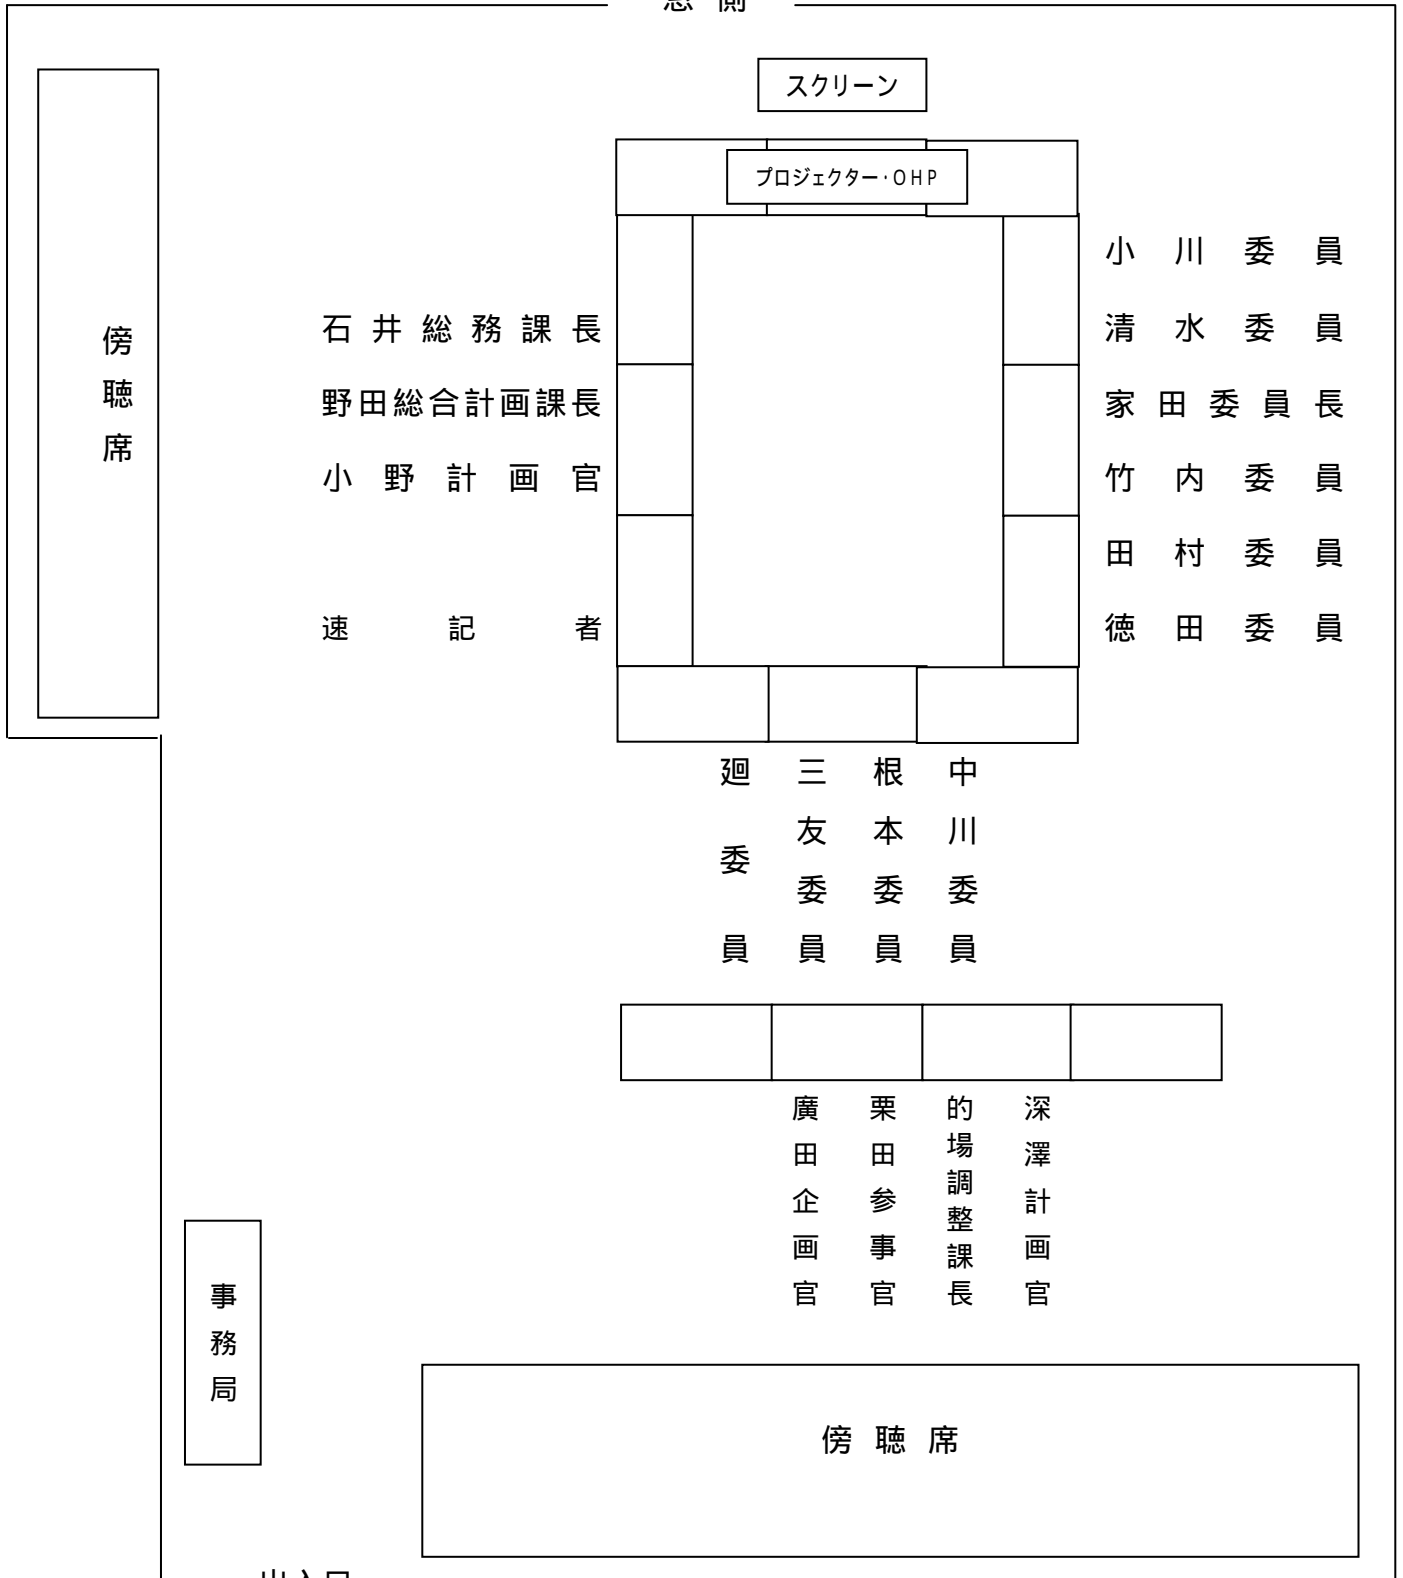 窓側
スクリーン
プロジェクター・ＯＨＰ
傍聴席
石井総務課長
野田総合計画課長
小野計画官
速記者
小川委員
清水委員
家田委員長
竹内委員
田村委員
徳田委員
廻委員
三友委員
根本委員
中川委員
廣田企画官
栗田参事官
的場調整課長
深澤計画官
事務局
傍聴席
出入口